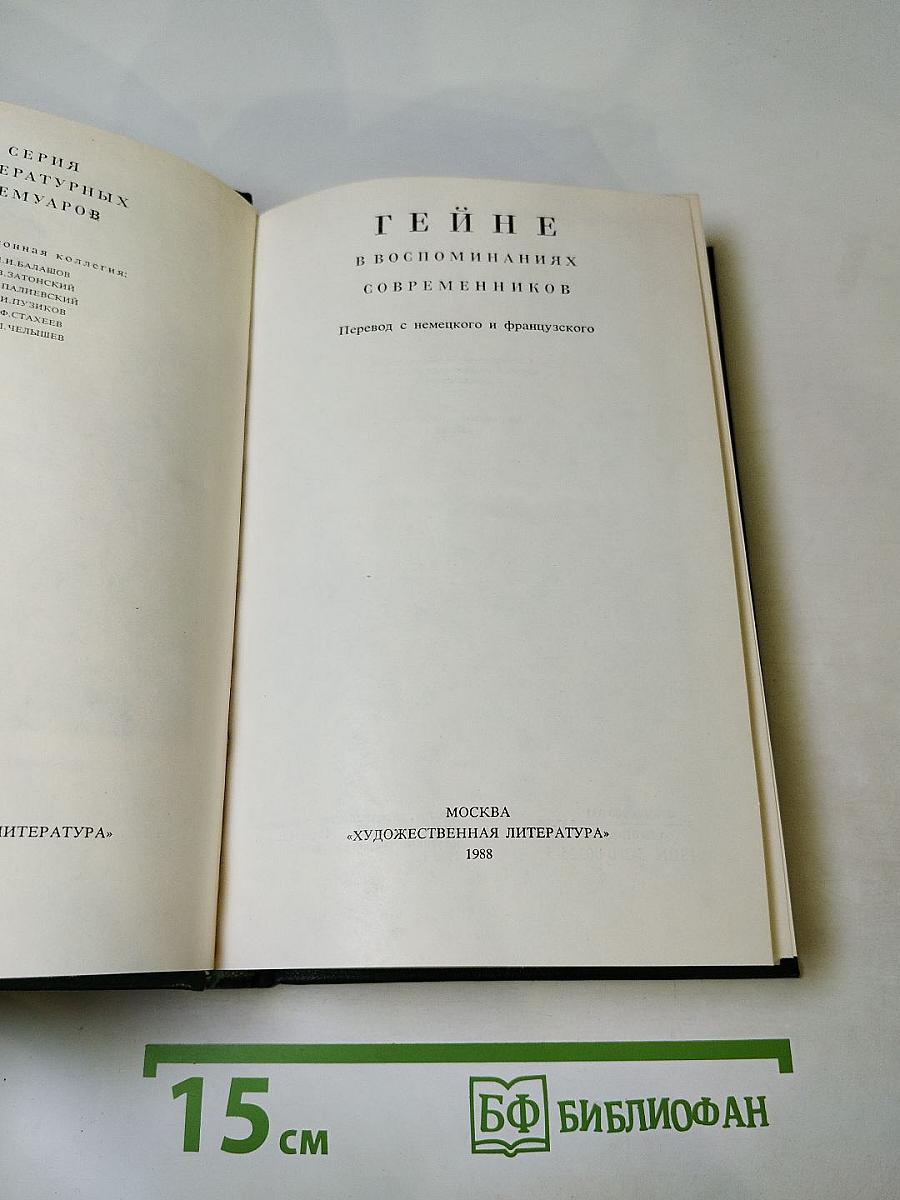 СЕРИЯ
ЕРАТУРНЫХ
ЕМУАРОВ
онная коллегия:
И.БАЛАШОВ
ЗАТОНСКИЙ
ПАЛИЕВСКИЙ
И.ПУЗИКОВ
Ф.СТАХЕЕВ
ЧЕЛЫШЕВ
ЛИТЕРАТУРА»
ГЕЙНЕ
В ВОСПОМИНАНИЯХ
СОВРЕМЕННИКОВ
Перевод с немецкого и французского
МОСКВА
«ХУДОЖЕСТВЕННАЯ ЛИТЕРАТУРА»
1988
15 см
БФ БИБЛИОФАН